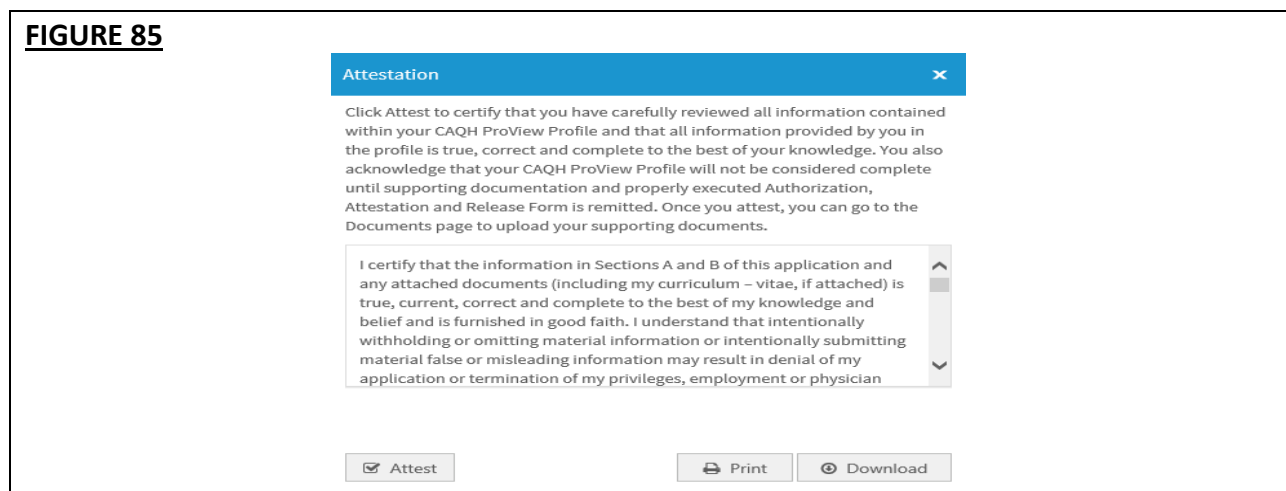 FIGURE 85
Attestation
Click Attest to certify that you have carefully reviewed all information contained
within your CAQH ProView Profile and that all information provided by you in
the profile is true, correct and complete to the best of your knowledge. You also
acknowledge that your CAQH ProView Profile will not be considered complete
until supporting documentation and properly executed Authorization,
Attestation and Release Form is remitted. Once you attest, you can go to the
Documents page to upload your supporting documents.
I certify that the information in Sections A and B of this application and
any attached documents (including my curriculum – vitae, if attached) is
true, current, correct and complete to the best of my knowledge and
belief and is furnished in good faith. I understand that intentionally
withholding or omitting material information or intentionally submitting
material false or misleading information may result in denial of my
application or termination of my privileges, employment or physician
Attest Print Download